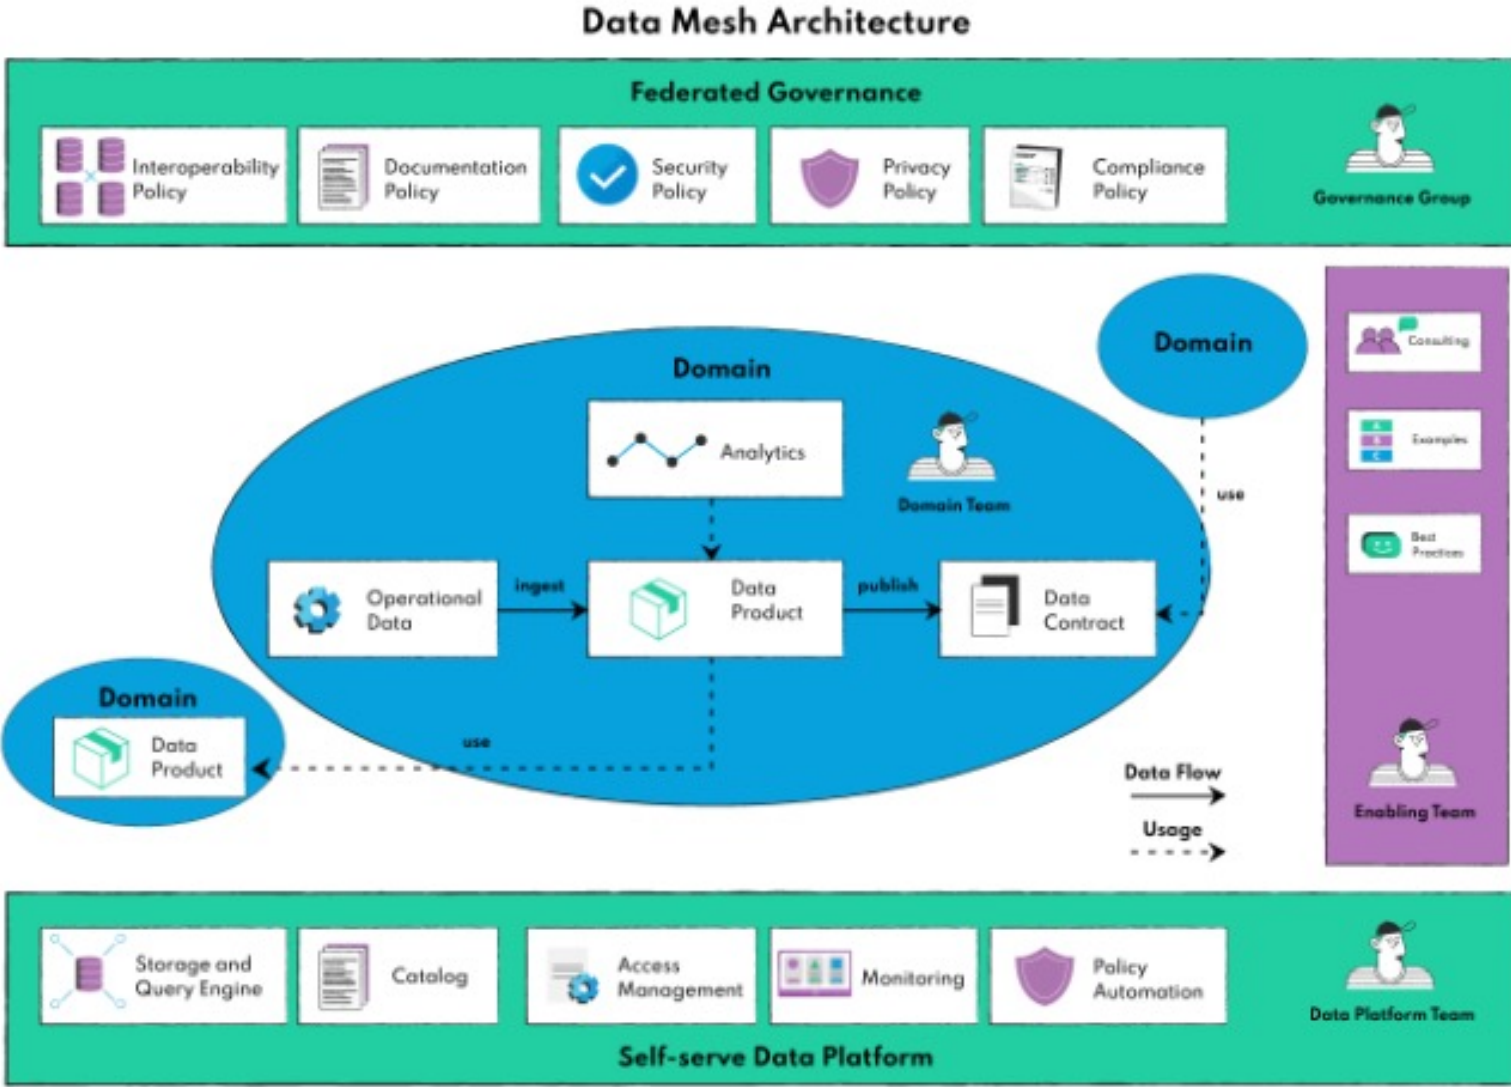 Data Mesh Architecture
Federated Governance
Interoperability
Policy
Documentation
Policy
Security
Policy
Privacy
Policy
Compliance
Policy
Governance Group
Domain
Analytics
Domain Team
Operational
Data
ingest
Data
Product
publish
Data
Contract
Domain
use
Domain
Data
Product
use
Data Flow
Usage
Consulting
A
B
C
Examples
Best
Practices
Enabling Team
Storage and
Query Engine
Catalog
Access
Management
Monitoring
Policy
Automation
Data Platform Team
Self-serve Data Platform